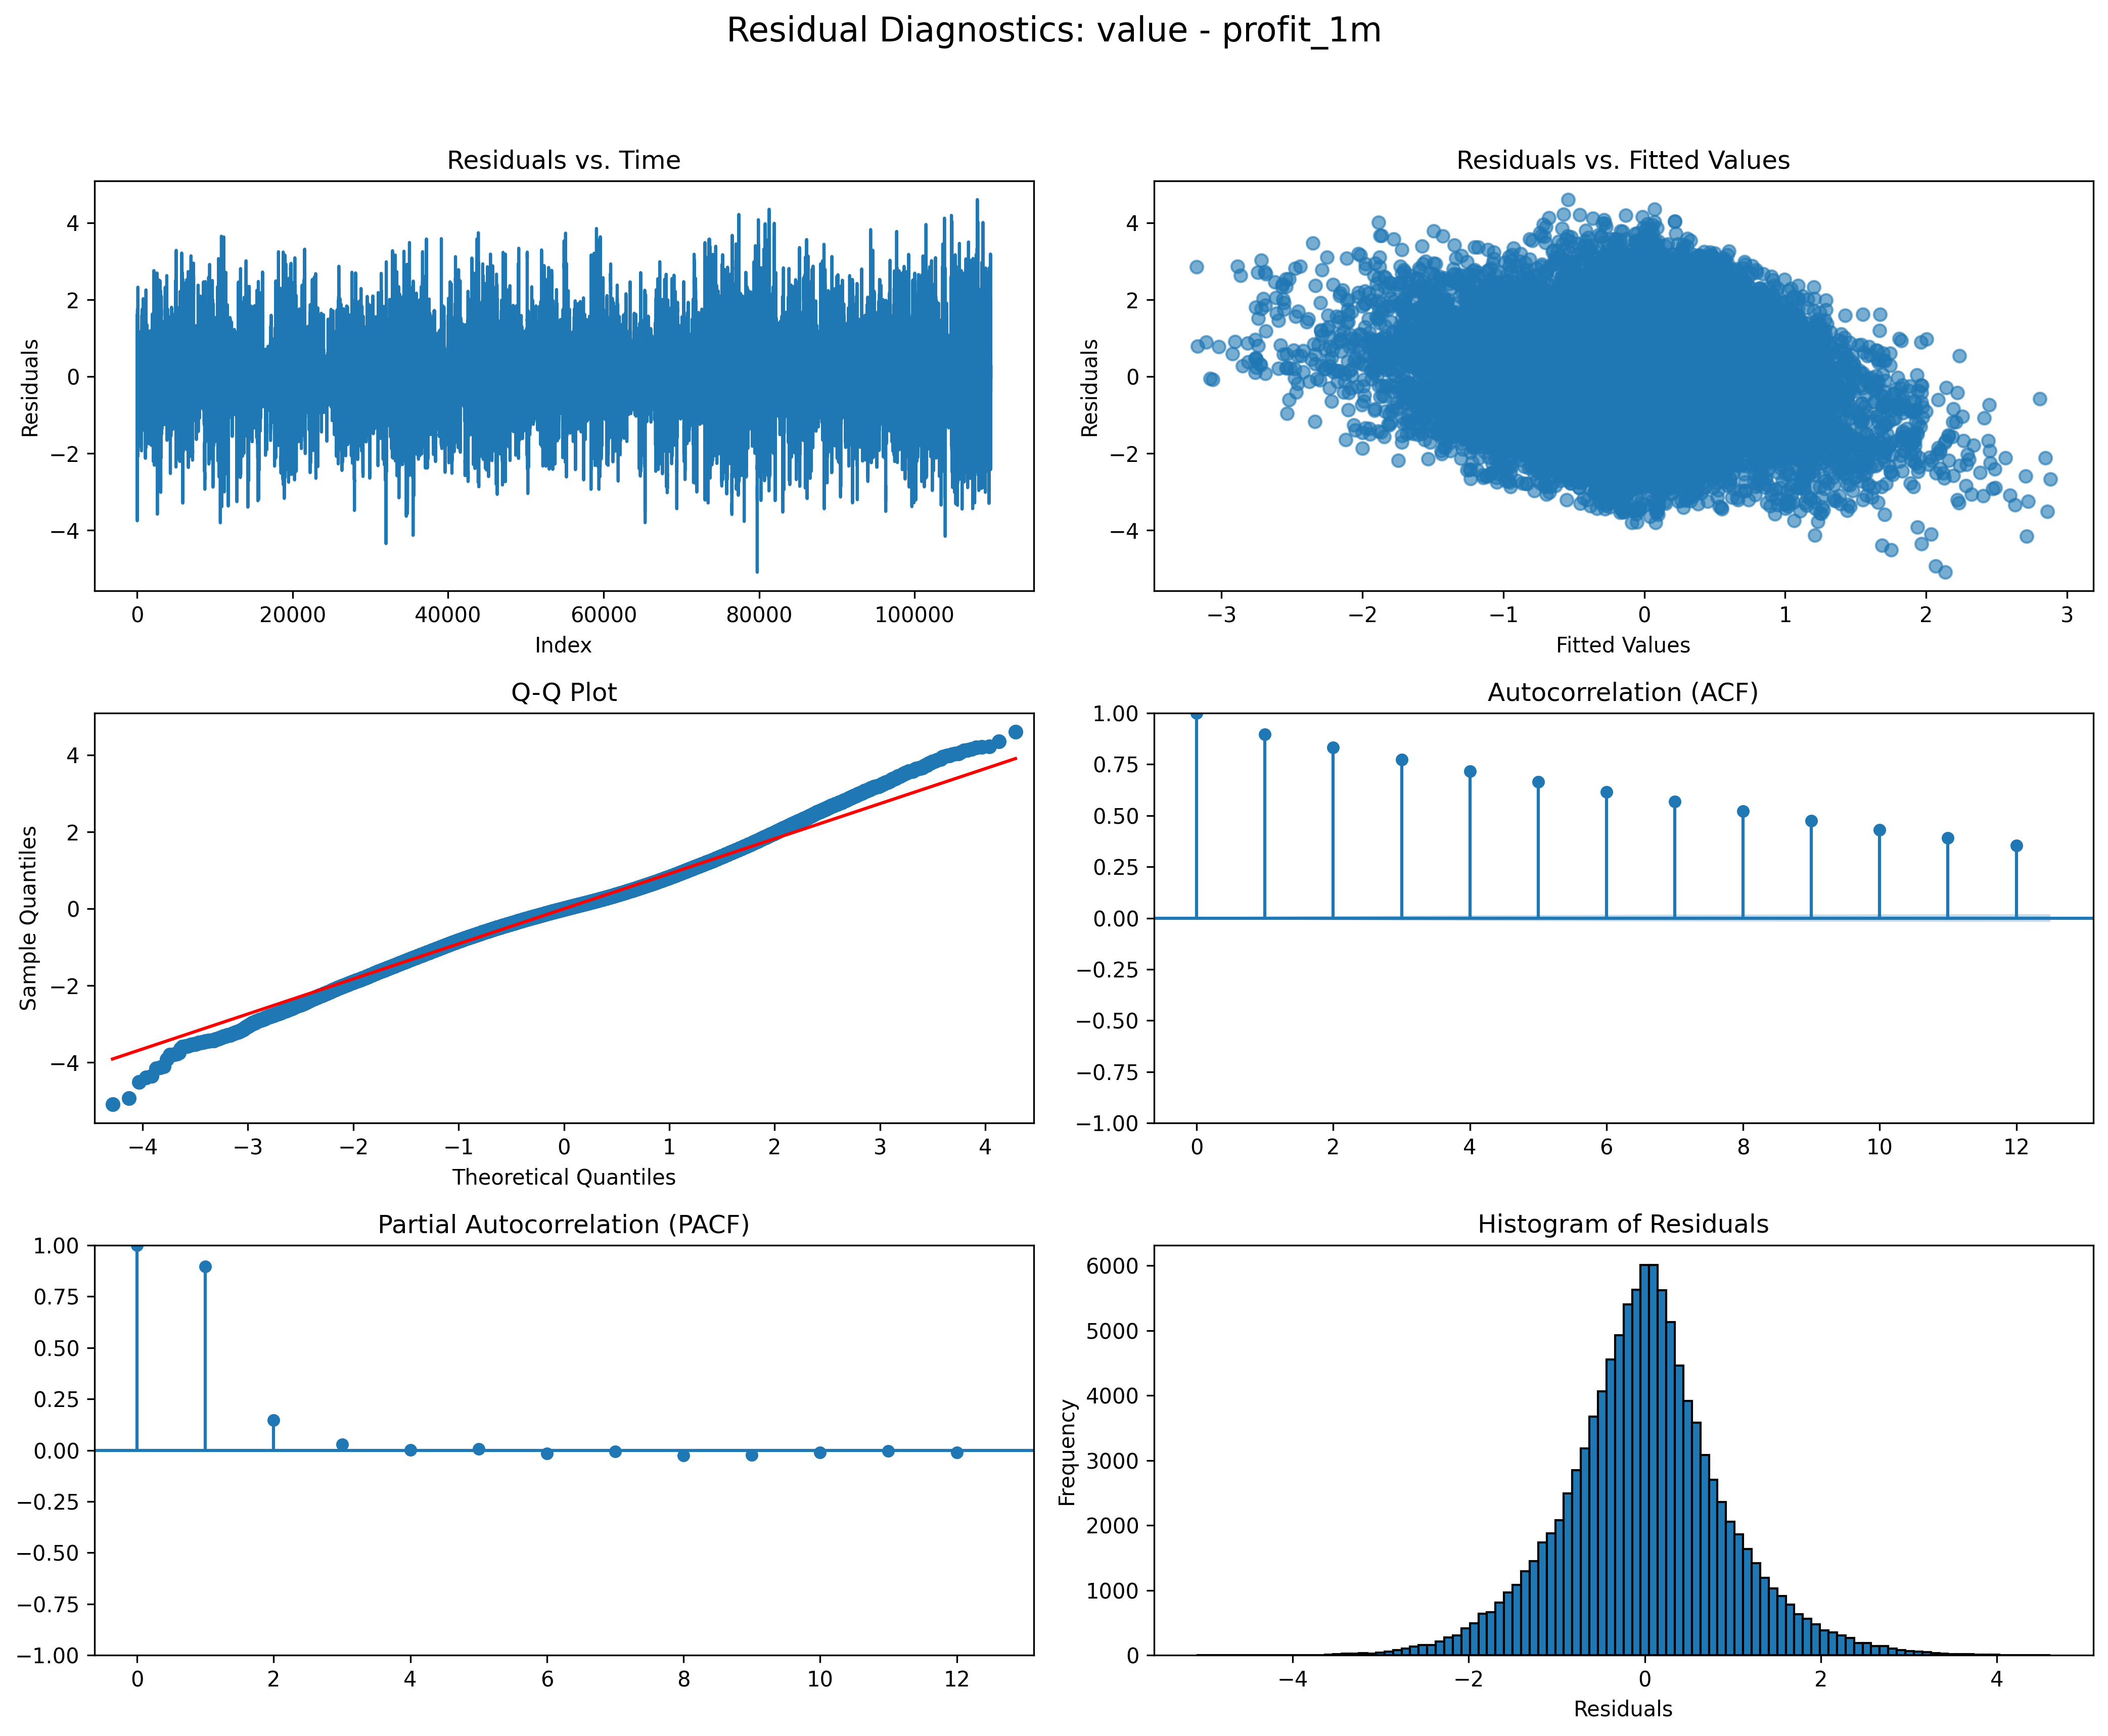 Residual Diagnostics: value - profit_1m
Residuals vs. Time
Residuals
4
2
0
−2
−4
0 20000 40000 60000 80000 100000
Index
Residuals vs. Fitted Values
Residuals
4
2
0
−2
−4
−3 −2 −1 0 1 2 3
Fitted Values
Q-Q Plot
Sample Quantiles
4
2
0
−2
−4
−4 −3 −2 −1 0 1 2 3 4
Theoretical Quantiles
Autocorrelation (ACF)
1.00
0.75
0.50
0.25
0.00
−0.25
−0.50
−0.75
−1.00
0 2 4 6 8 10 12
Partial Autocorrelation (PACF)
1.00
0.75
0.50
0.25
0.00
−0.25
−0.50
−0.75
−1.00
0 2 4 6 8 10 12
Histogram of Residuals
Frequency
6000
5000
4000
3000
2000
1000
0
−4 −2 0 2 4
Residuals